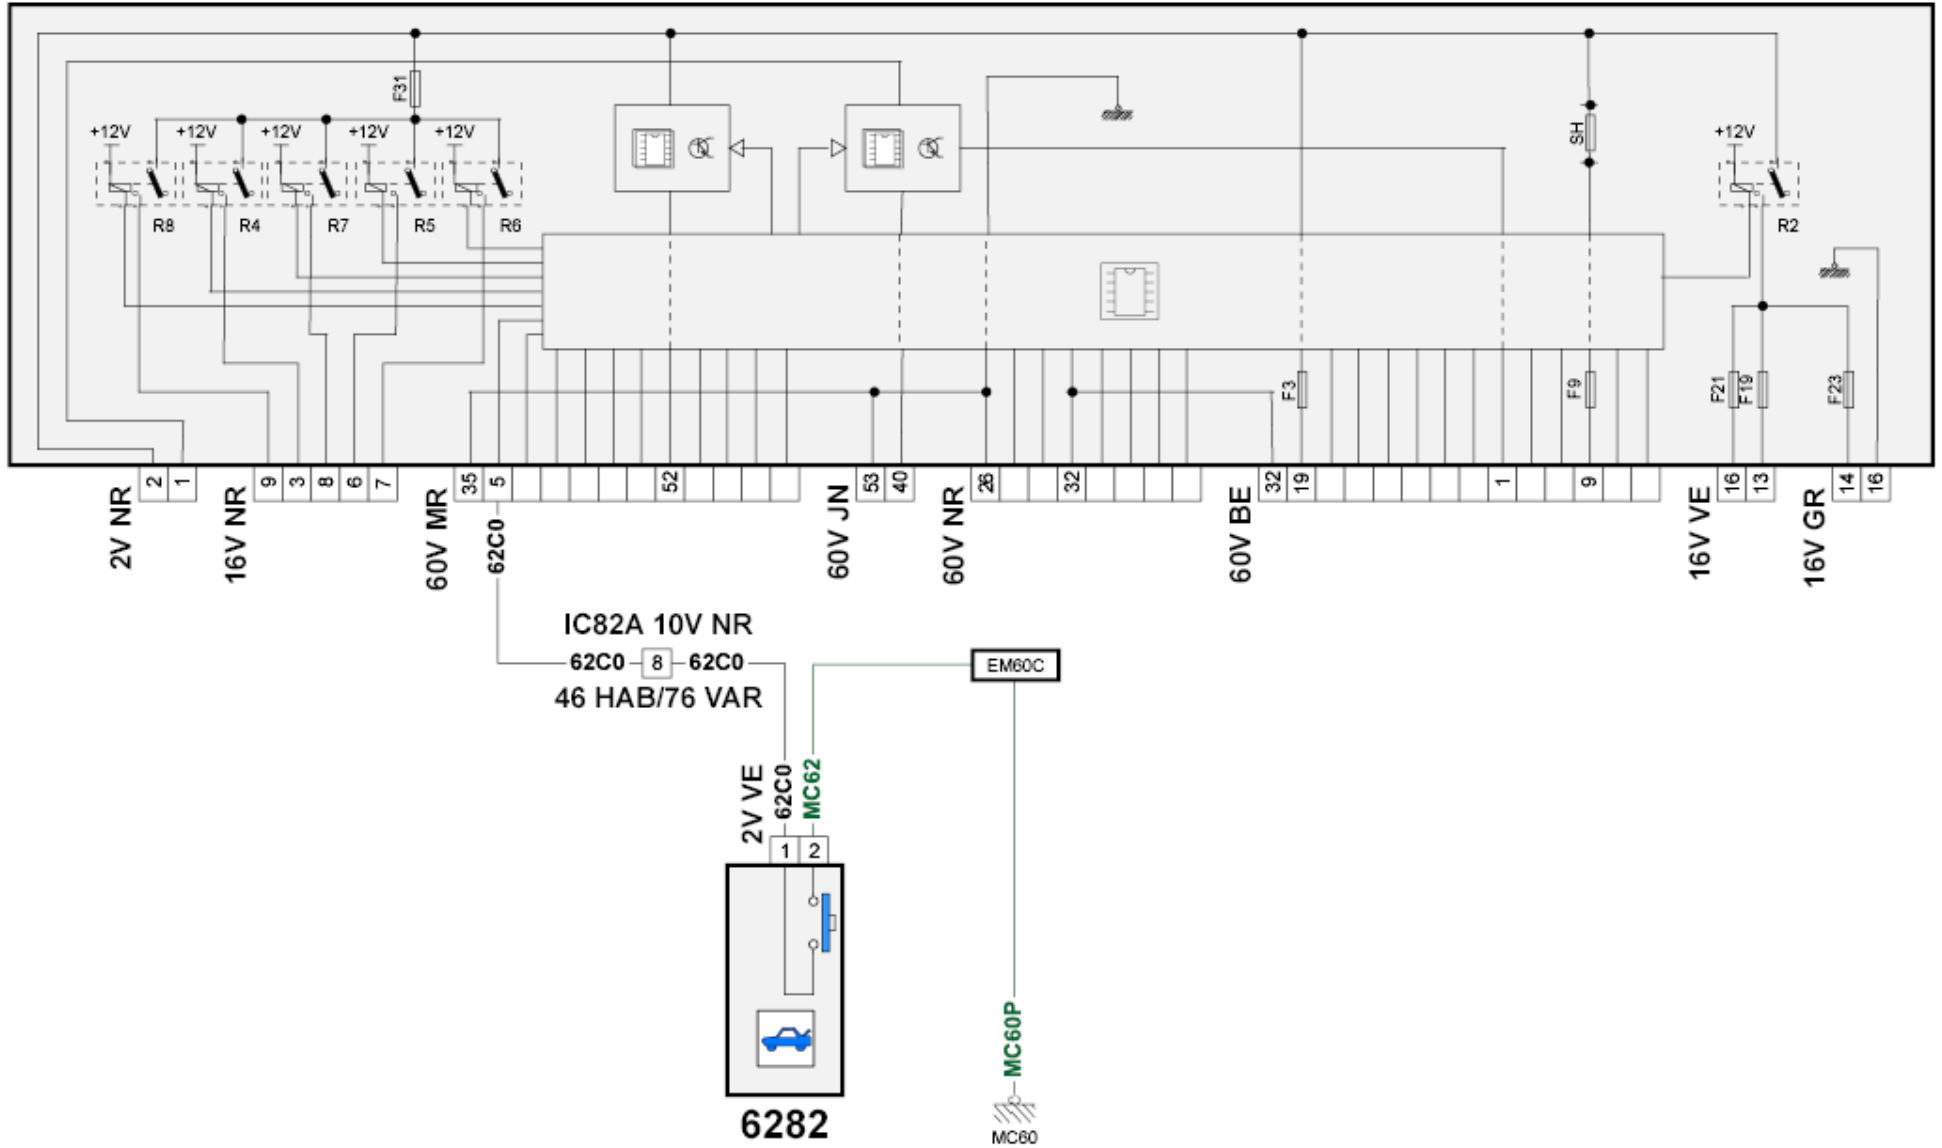 F31
SH
+12V
+12V
+12V
+12V
+12V
+12V
R8
R4
R7
R5
R6
R2
F3
F9
F21
F19
F23
2
1
9
3
8
6
7
35
5
52
53
40
26
32
32
19
1
9
16
13
14
16
2V NR
16V NR
60V MR
62C0
60V JN
60V NR
60V BE
16V VE
16V GR
IC82A 10V NR
62C0 8 62C0
46 HAB/76 VAR
EM60C
2V VE
62C0
MC62
1 2
6282
MC60P
MC60